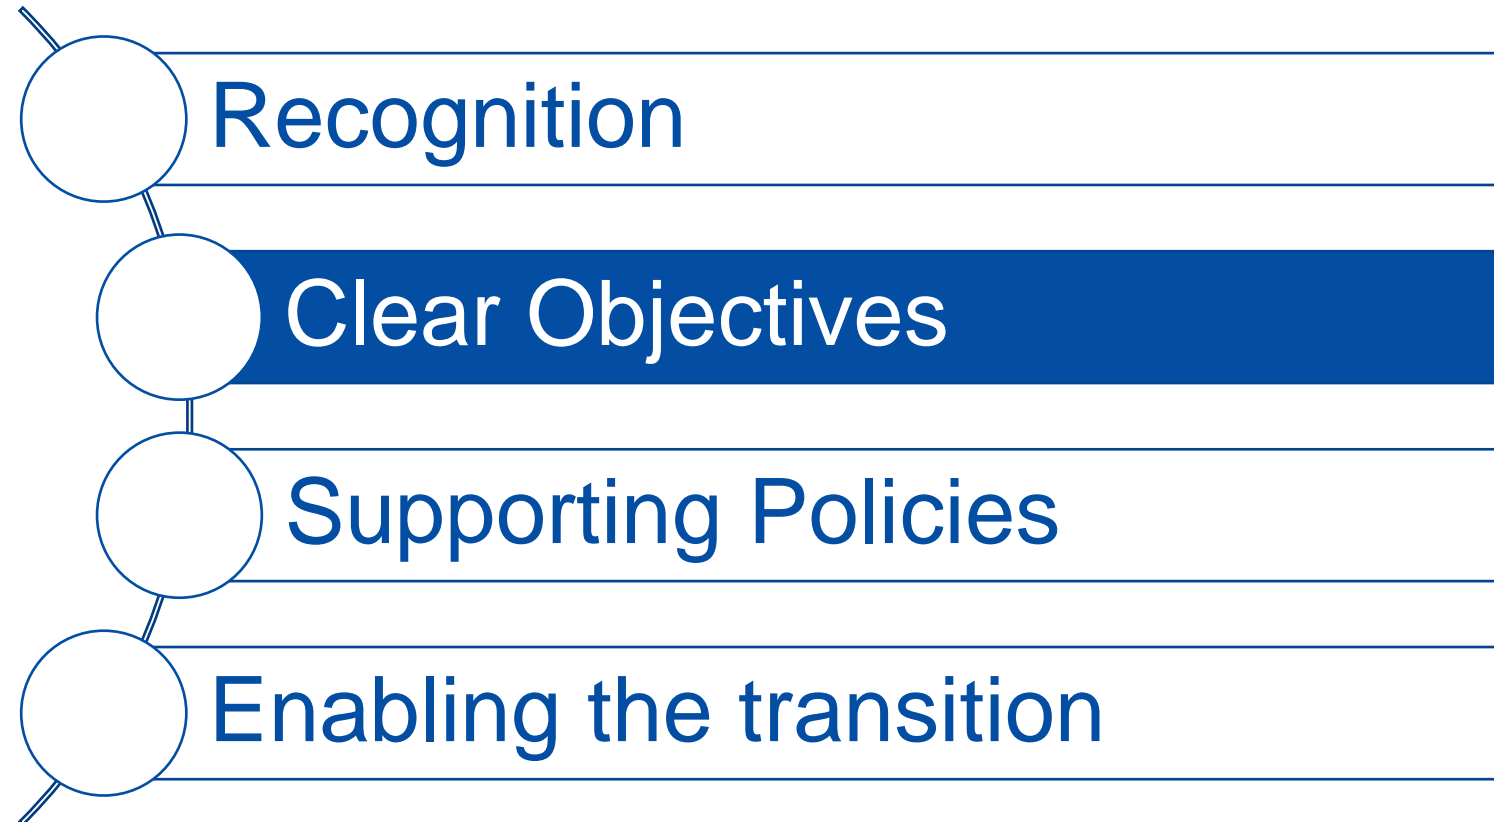 Recognition
Clear Objectives
Supporting Policies
Enabling the transition